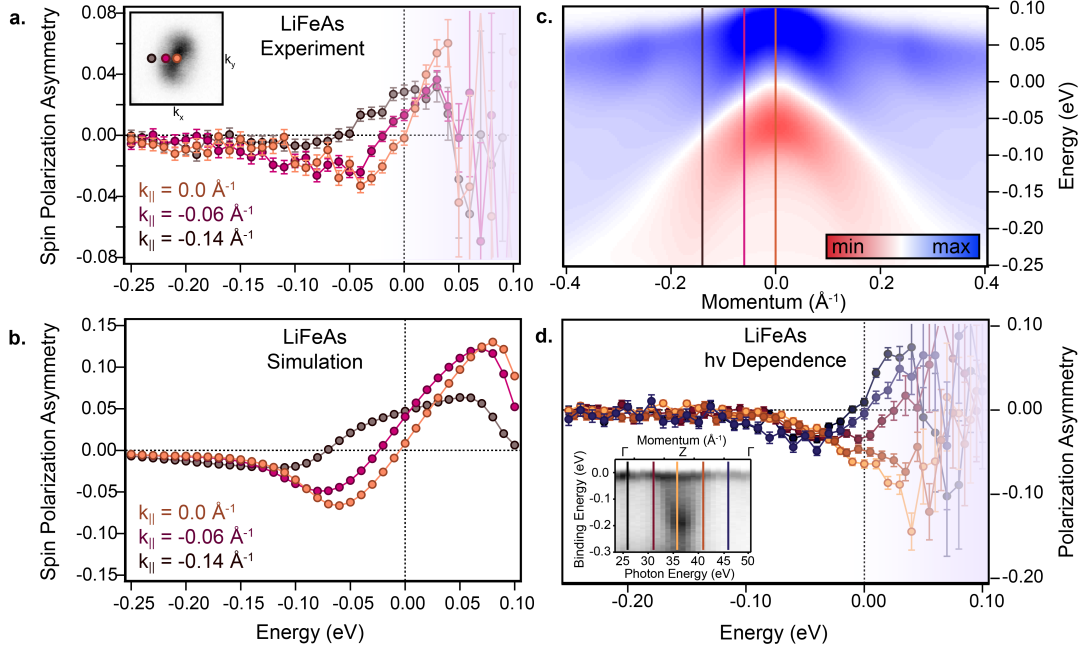 a.
LiFeAs
Experiment
Spin Polarization Asymmetry
0.08
0.04
0.00
-0.04
-0.08
k∥ = 0.0 Å⁻¹
k∥ = -0.06 Å⁻¹
k∥ = -0.14 Å⁻¹
ky
kx
-0.25 -0.20 -0.15 -0.10 -0.05 0.00 0.05 0.10
b.
LiFeAs
Simulation
Spin Polarization Asymmetry
0.15
0.10
0.05
0.00
-0.05
-0.10
-0.15
k∥ = 0.0 Å⁻¹
k∥ = -0.06 Å⁻¹
k∥ = -0.14 Å⁻¹
-0.25 -0.20 -0.15 -0.10 -0.05 0.00 0.05 0.10
Energy (eV)
c.
0.10
0.05
0.00
-0.05
-0.10
-0.15
-0.20
-0.25
Energy (eV)
min max
-0.4 -0.2 0.0 0.2 0.4
Momentum (Å⁻¹)
d.
LiFeAs
hν Dependence
0.10
0.00
-0.10
-0.20
Polarization Asymmetry
Momentum (Å⁻¹)
Γ Z Γ
Binding Energy (eV)
0.0
-0.1
-0.2
-0.3
25 31 35 40 45 50
Photon Energy (eV)
-0.20 -0.10 0.00 0.10
Energy (eV)